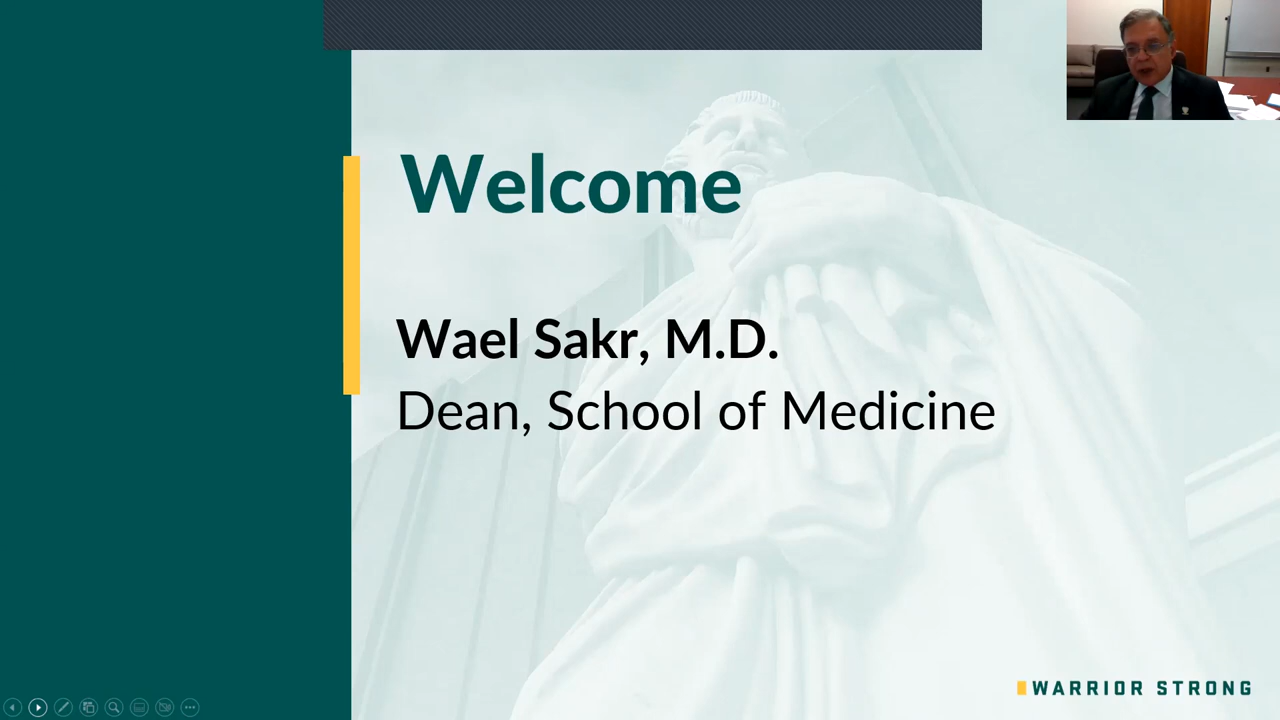 Welcome
Wael Sakr, M.D.
Dean, School of Medicine
WARRIOR STRONG